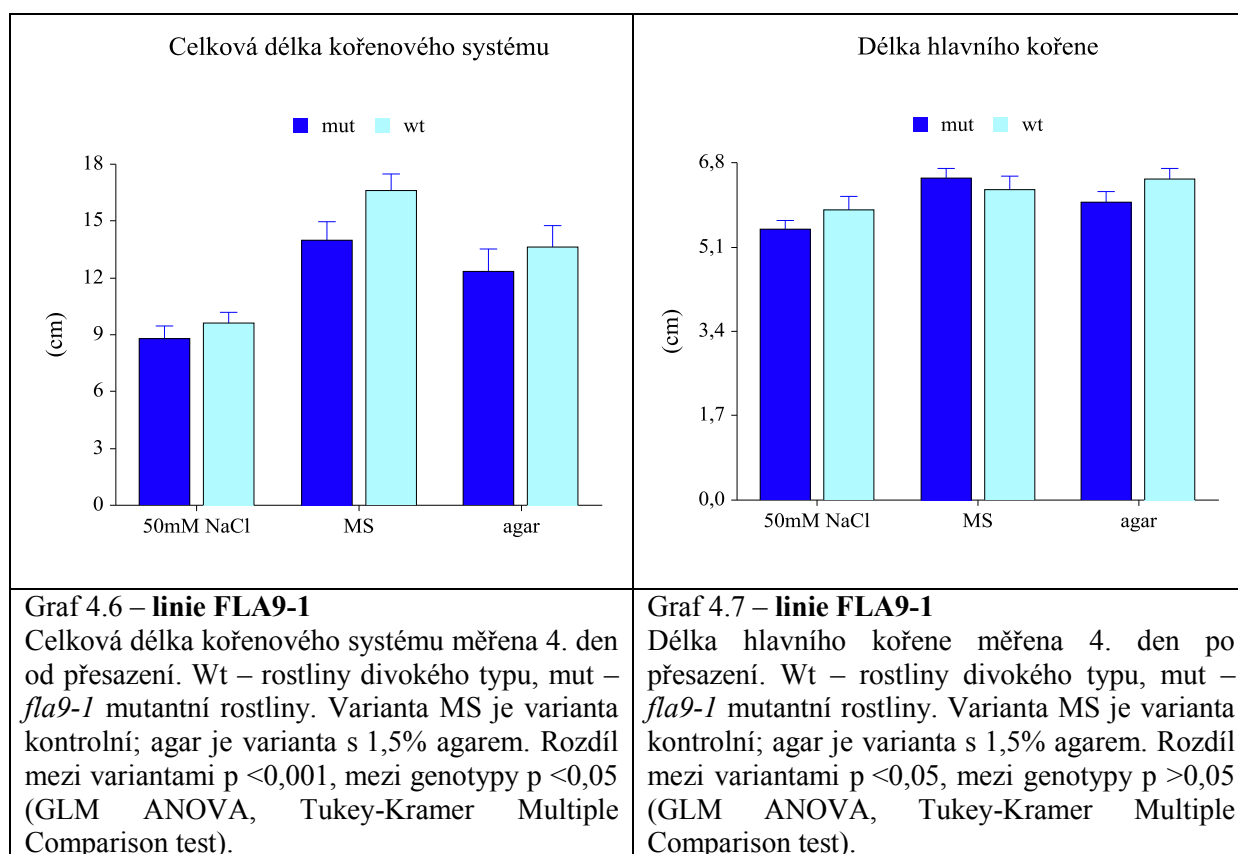 Celková délka kořenového systému
mut wt
18
15
12
9
6
3
0
(cm)
50mM NaCl MS agar
Délka hlavního kořene
mut wt
6,8
5,1
3,4
1,7
0,0
(cm)
50mM NaCl MS agar
Graf 4.6 – linie FLA9-1
Celková délka kořenového systému měřena 4. den
od přesazení. Wt – rostliny divokého typu, mut –
fla9-1 mutantní rostliny. Varianta MS je varianta
kontrolní; agar je varianta s 1,5% agarem. Rozdíl
mezi variantami p <0,001, mezi genotypy p <0,05
(GLM ANOVA, Tukey-Kramer Multiple
Comparison test).
Graf 4.7 – linie FLA9-1
Délka hlavního kořene měřena 4. den po
přesazení. Wt – rostliny divokého typu, mut –
fla9-1 mutantní rostliny. Varianta MS je varianta
kontrolní; agar je varianta s 1,5% agarem. Rozdíl
mezi variantami p <0,05, mezi genotypy p >0,05
(GLM ANOVA, Tukey-Kramer Multiple
Comparison test).